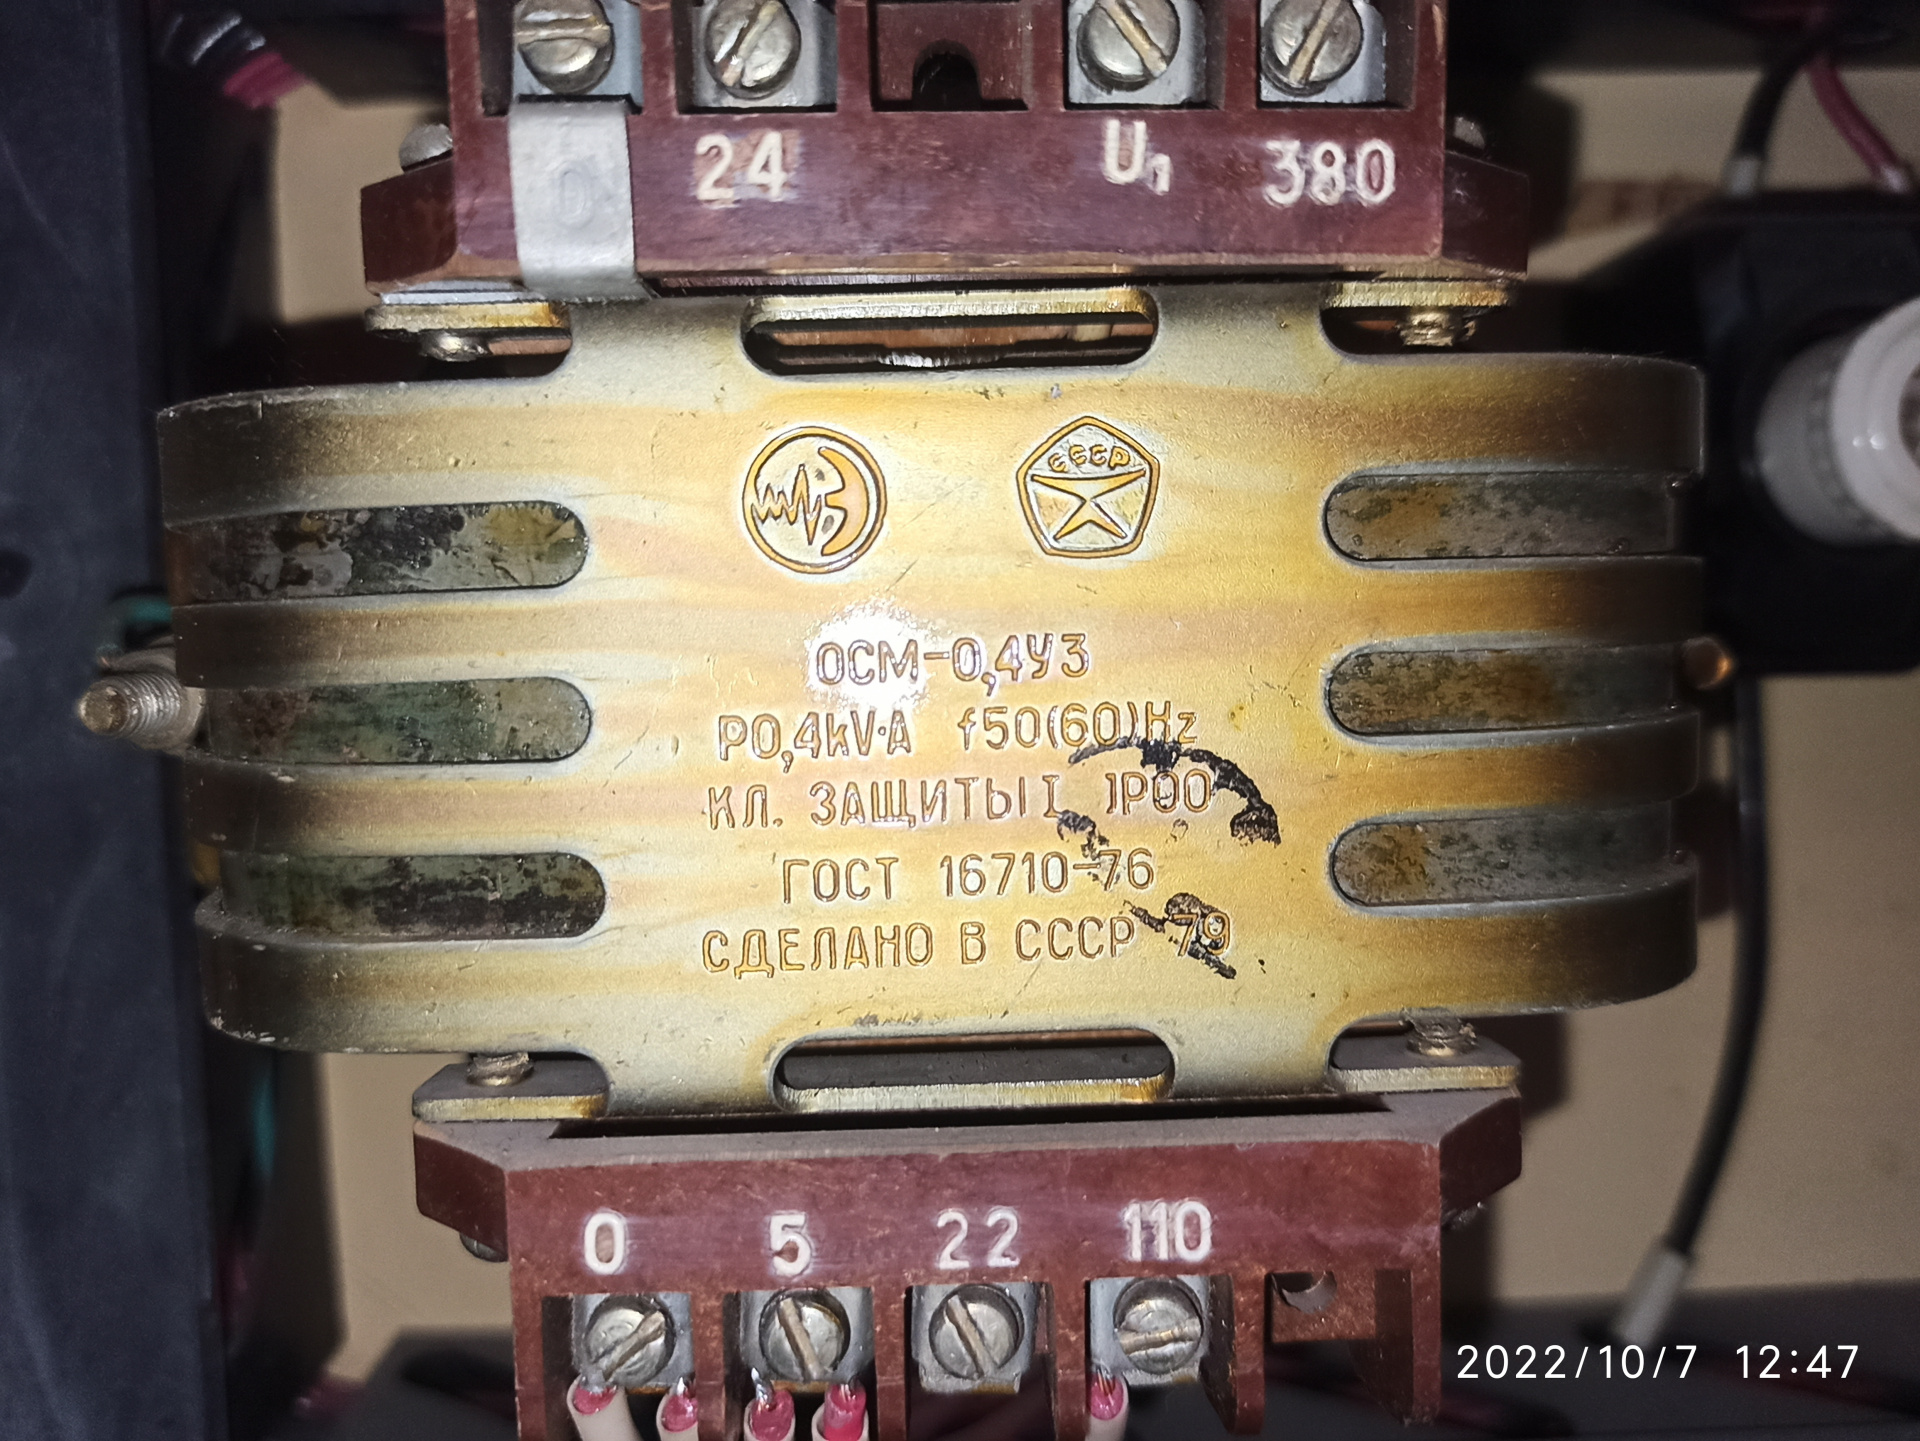 0
24
U₁
380
СССР
ОСМ-0,4У3
P0,4kV·A f50(60)Hz
КЛ. ЗАЩИТЫ I IP00
ГОСТ 16710-76
СДЕЛАНО В СССР 79
0
5
22
110
2022/10/7 12:47